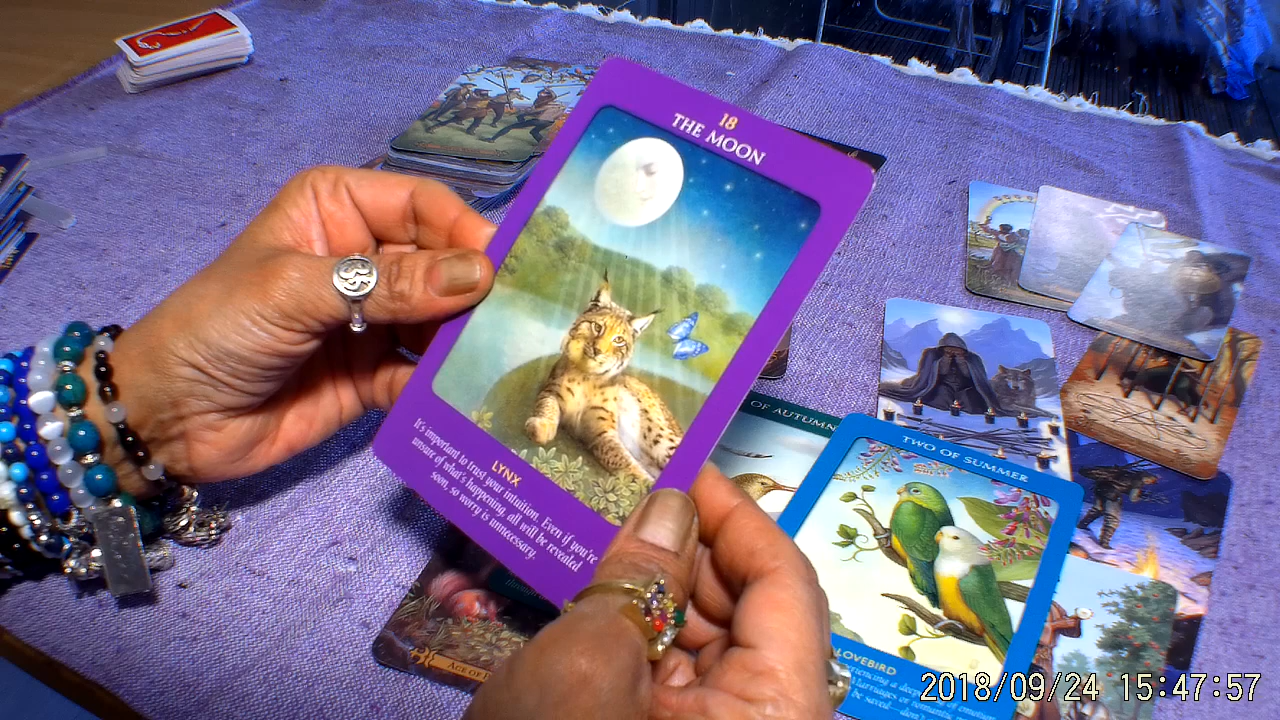 18
THE MOON
LYNX
It's important to trust your intuition. Even if you're
unsure of what's happening, all will be revealed
soon, so worry is unnecessary.
OF AUTUMN
TWO OF SUMMER
LOVEBIRD
ACE OF
2018/09/24 15:47:57